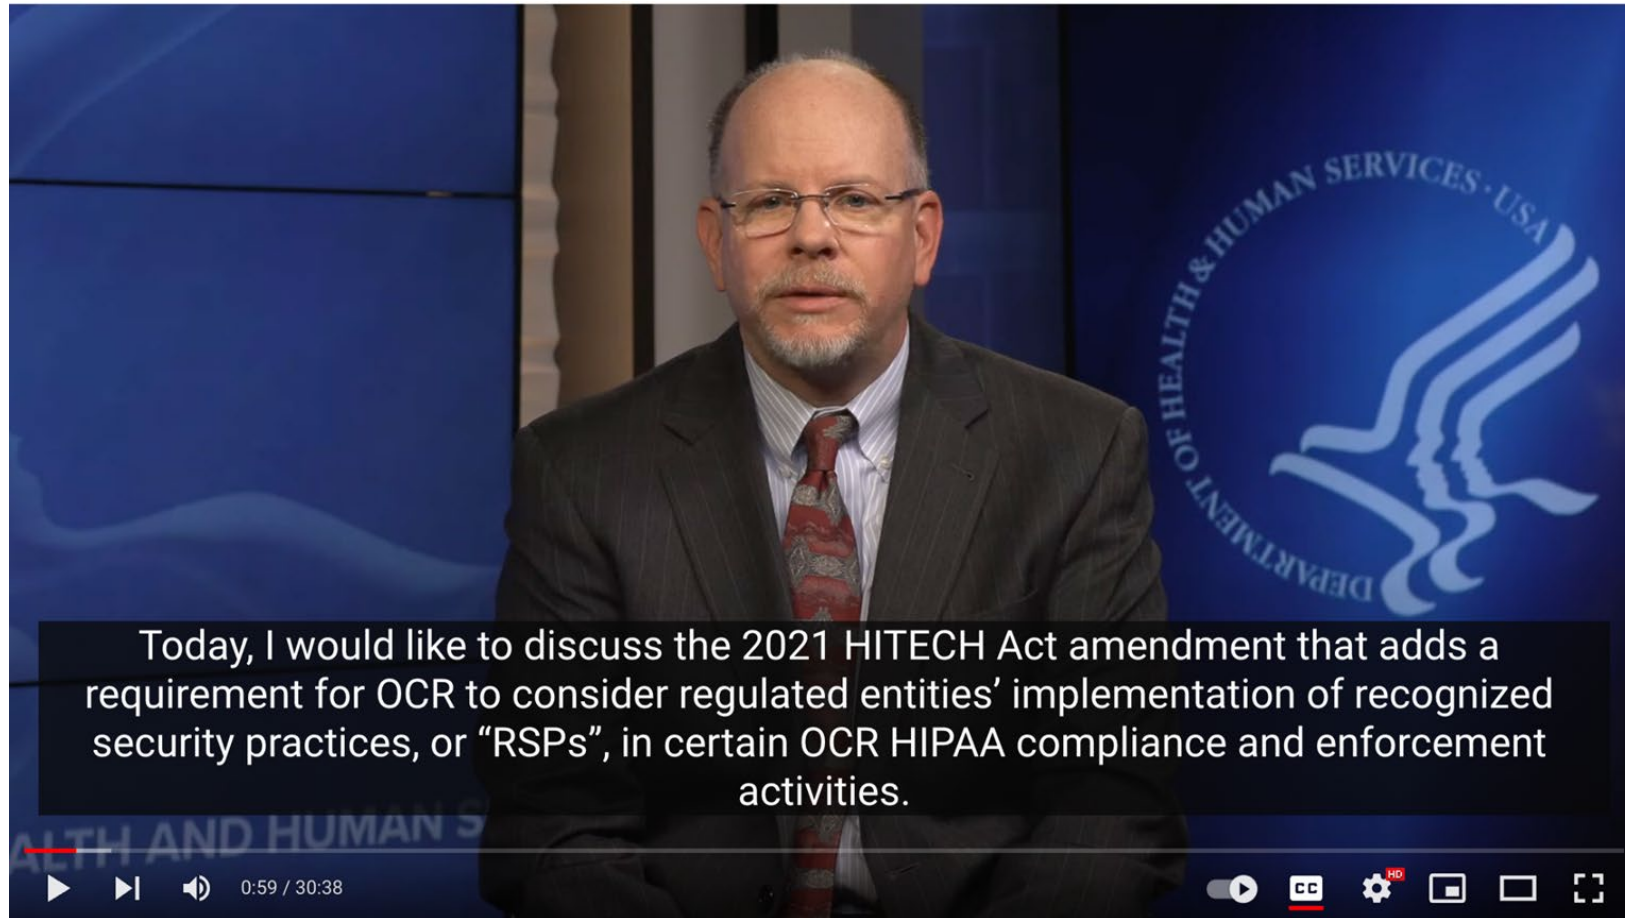 DEPARTMENT OF HEALTH & HUMAN SERVICES · USA
Today, I would like to discuss the 2021 HITECH Act amendment that adds a
requirement for OCR to consider regulated entities’ implementation of recognized
security practices, or “RSPs”, in certain OCR HIPAA compliance and enforcement
activities.
ALTH AND HUMAN S
0:59 / 30:38
CC
HD